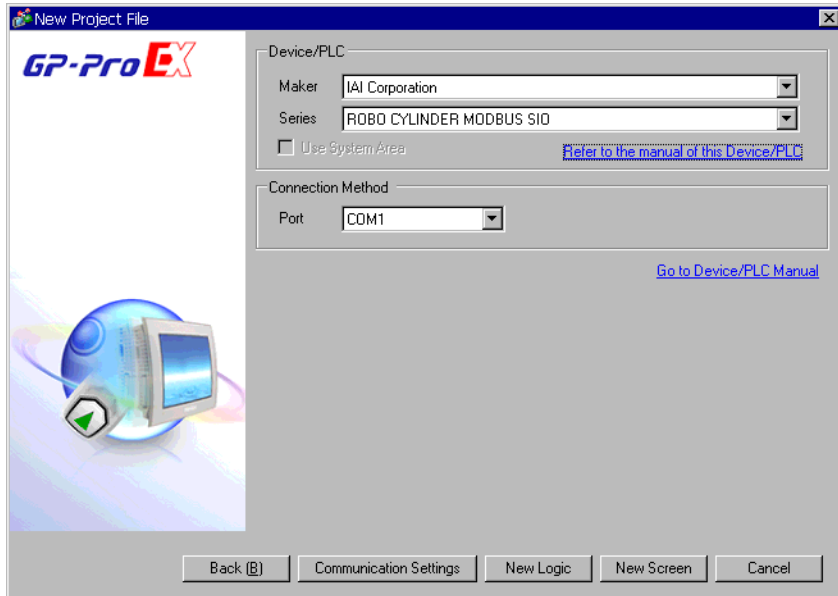 New Project File
GP-Pro EX
Device/PLC
Maker IAI Corporation
Series ROBO CYLINDER MODBUS SIO
Use System Area Refer to the manual of this Device/PLC
Connection Method
Port COM1
Go to Device/PLC Manual
Back (B) Communication Settings New Logic New Screen Cancel